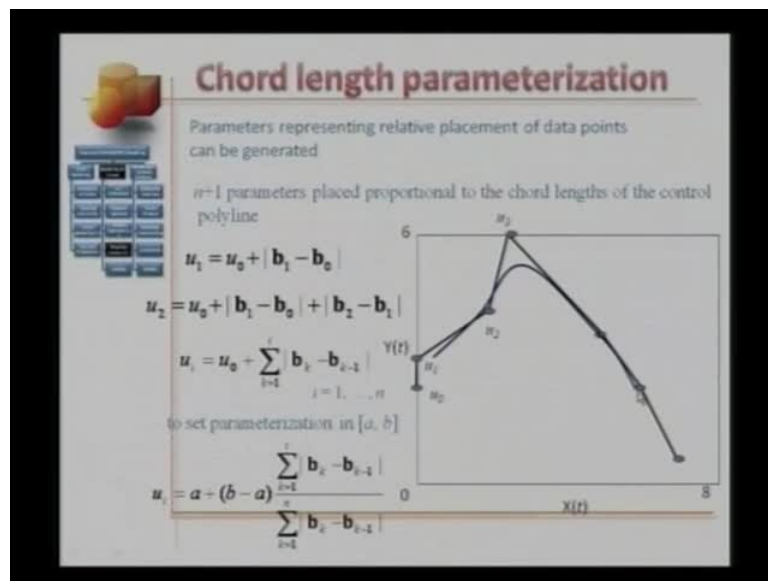 Chord length parameterization
Parameters representing relative placement of data points
can be generated
n+1 parameters placed proportional to the chord lengths of the control
polyline
u₁ = u₀ + | b₁ − b₀ |
u₂ = u₀ + | b₁ − b₀ | + | b₂ − b₁ |
uᵢ = u₀ + ∑ₖ₌₁ⁱ | bₖ − bₖ₋₁ |
i = 1, ..., n
to set parameterization in [a, b]
uᵢ = a + (b − a) ∑ₖ₌₁ⁱ | bₖ − bₖ₋₁ | / ∑ₖ₌₁ⁿ | bₖ − bₖ₋₁ |
6
u₃
u₂
Y(t)
u₁
u₀
0
X(t)
8